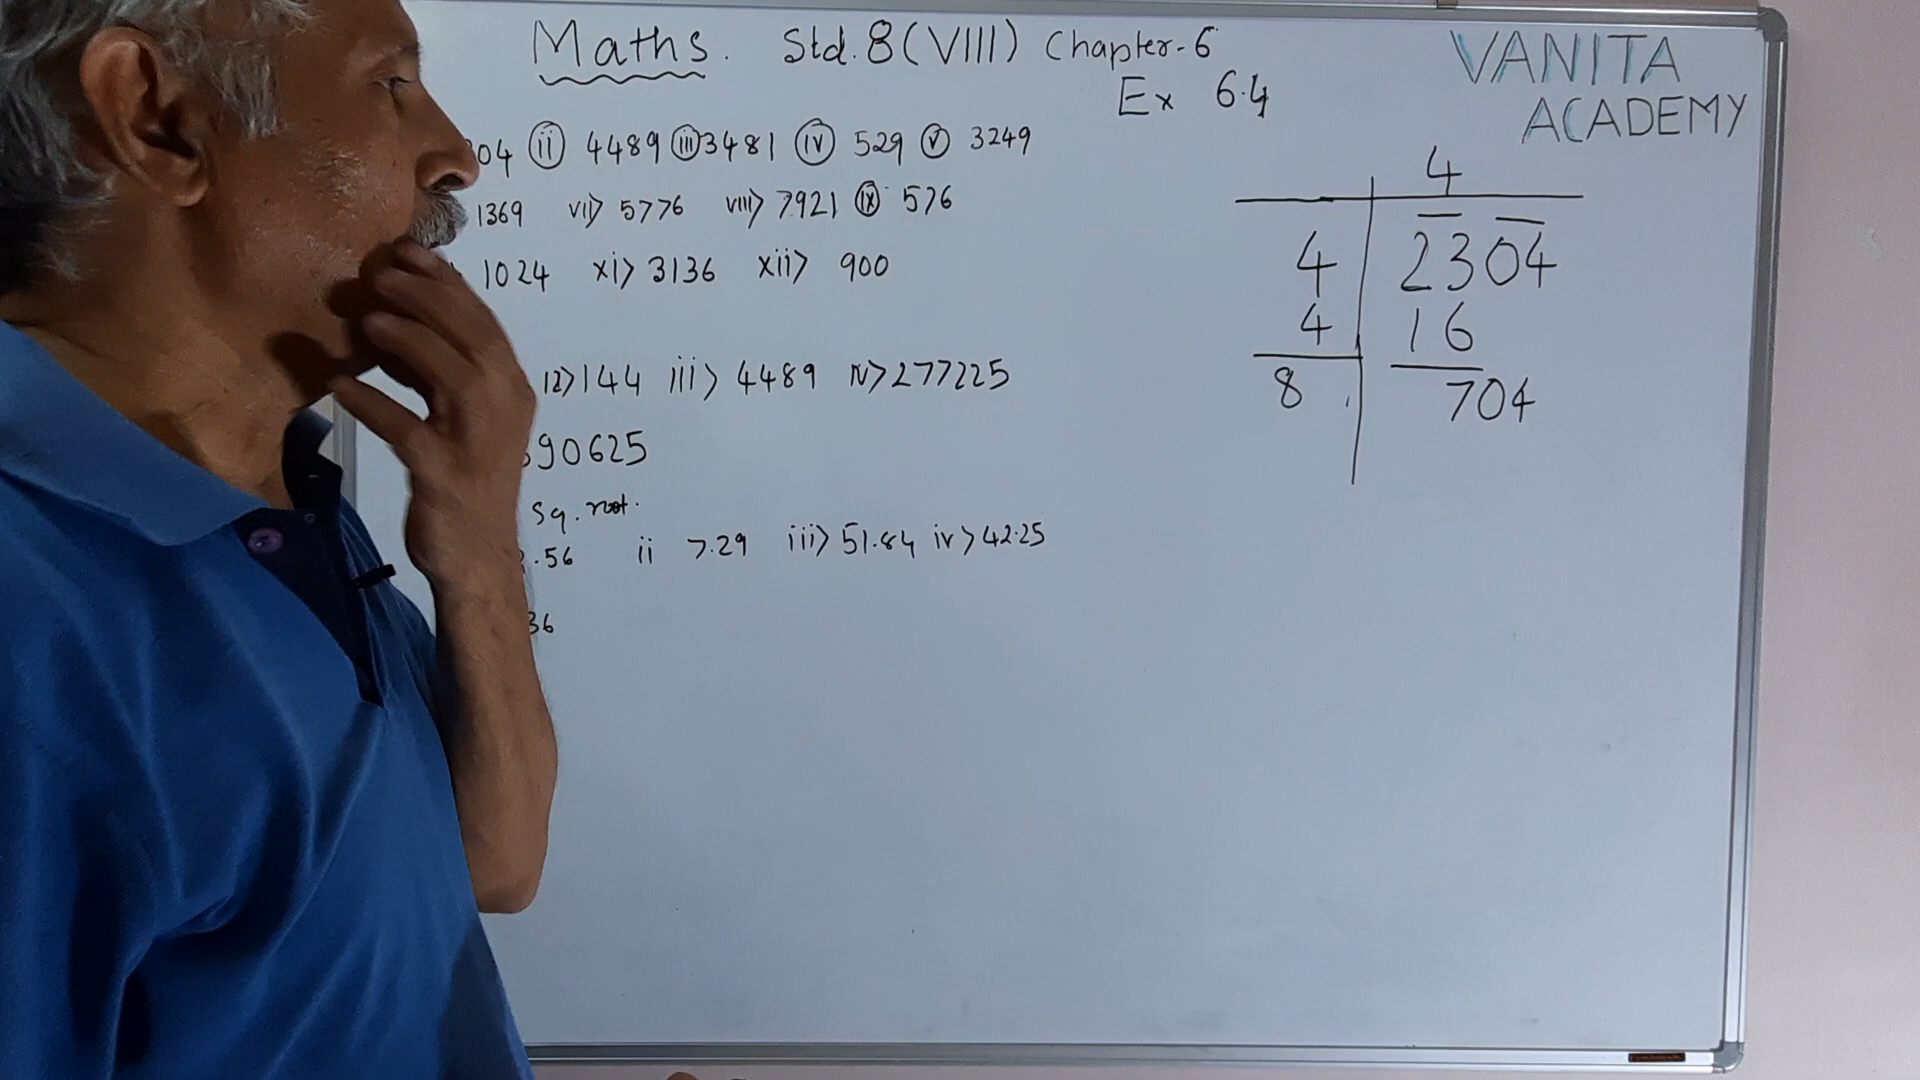 Maths. Std. 8 (VIII) Chapter-6
Ex 6.4
VANITA
ACADEMY
04 (ii) 4489 (iii) 3481 (iv) 529 (v) 3249
1369 vii> 5776 viii> 7921 (ix) 576
1024 xi> 3136 xii> 900
12> 144 iii> 4489 iv> 277225
90625
Sq. root.
.56 ii 7.29 iii> 51.84 iv> 42.25
36
4
4 2304
4 16
8 704